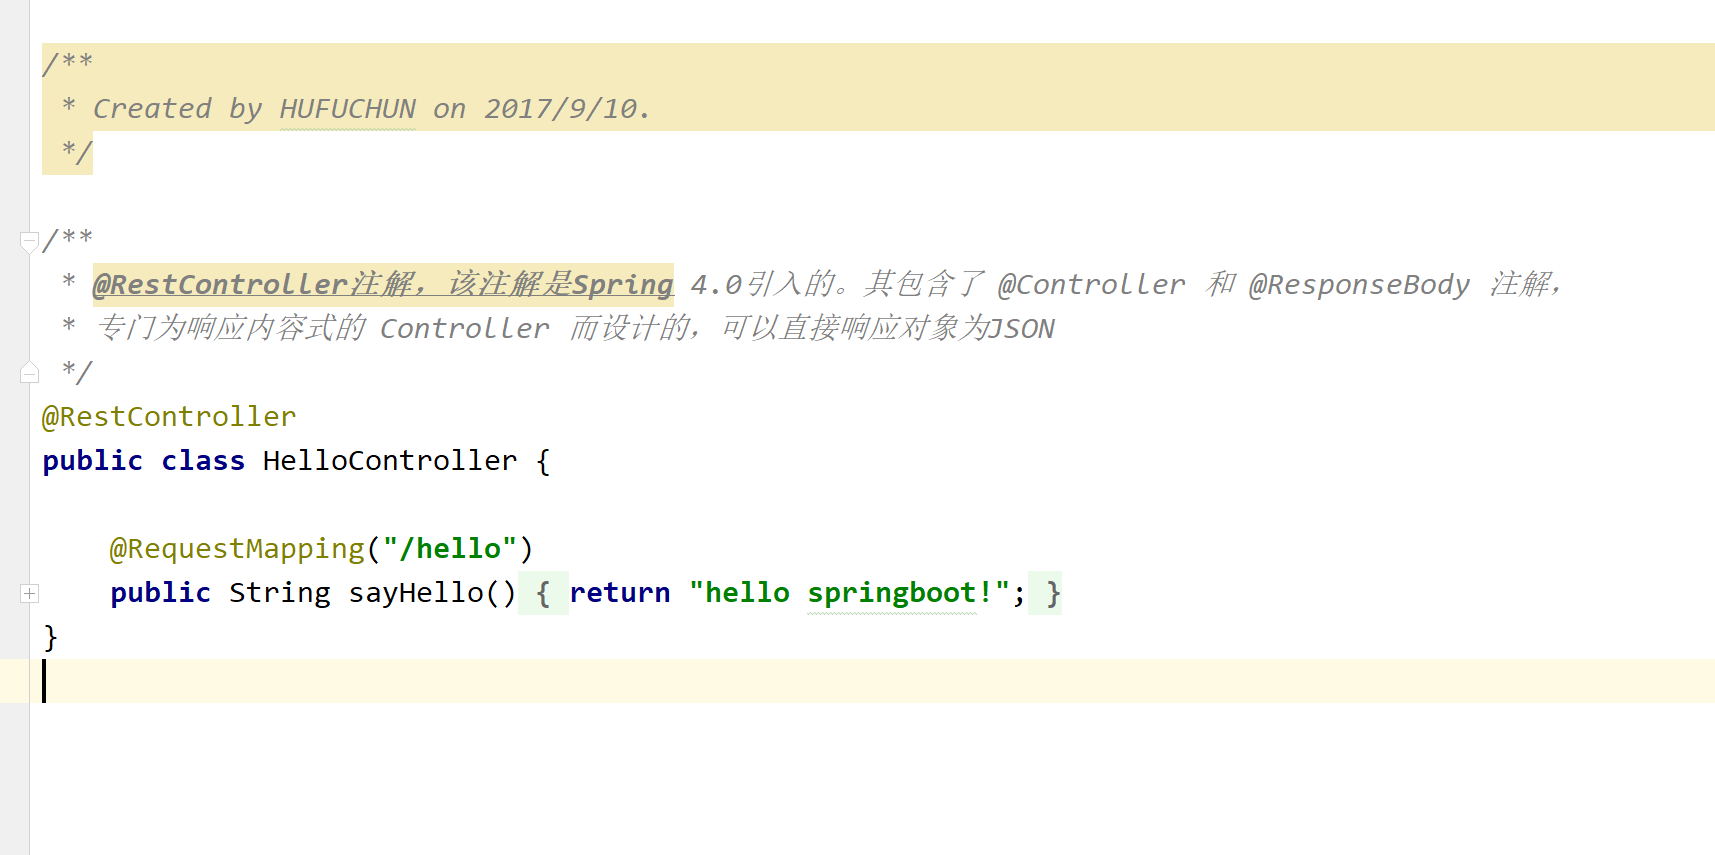 /**
 * Created by HUFUCHUN on 2017/9/10.
 */
/**
 * @RestController注解，该注解是Spring 4.0引入的。其包含了 @Controller 和 @ResponseBody 注解，
 * 专门为响应内容式的 Controller 而设计的，可以直接响应对象为JSON
 */
@RestController
public class HelloController {
    @RequestMapping("/hello")
    public String sayHello() { return "hello springboot!"; }
}